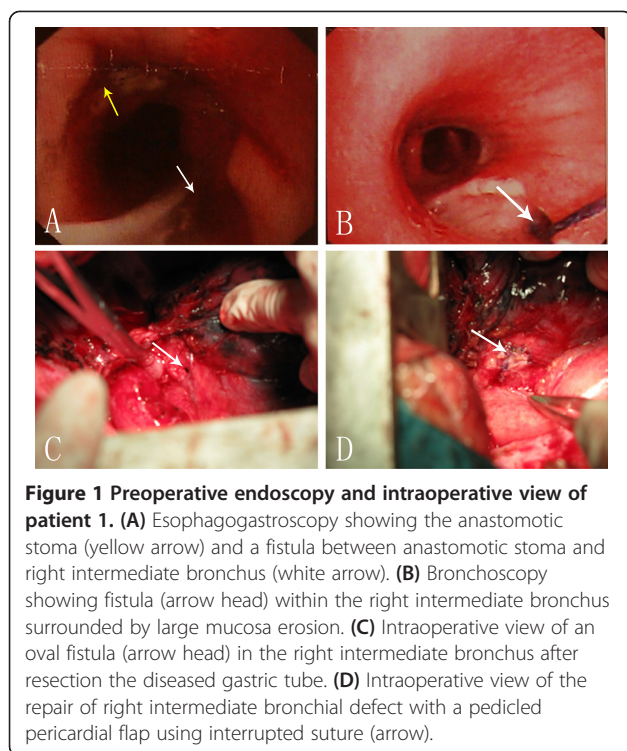 A
B
C
D
Figure 1 Preoperative endoscopy and intraoperative view of
patient 1. (A) Esophagogastroscopy showing the anastomotic
stoma (yellow arrow) and a fistula between anastomotic stoma and
right intermediate bronchus (white arrow). (B) Bronchoscopy
showing fistula (arrow head) within the right intermediate bronchus
surrounded by large mucosa erosion. (C) Intraoperative view of an
oval fistula (arrow head) in the right intermediate bronchus after
resection the diseased gastric tube. (D) Intraoperative view of the
repair of right intermediate bronchial defect with a pedicled
pericardial flap using interrupted suture (arrow).